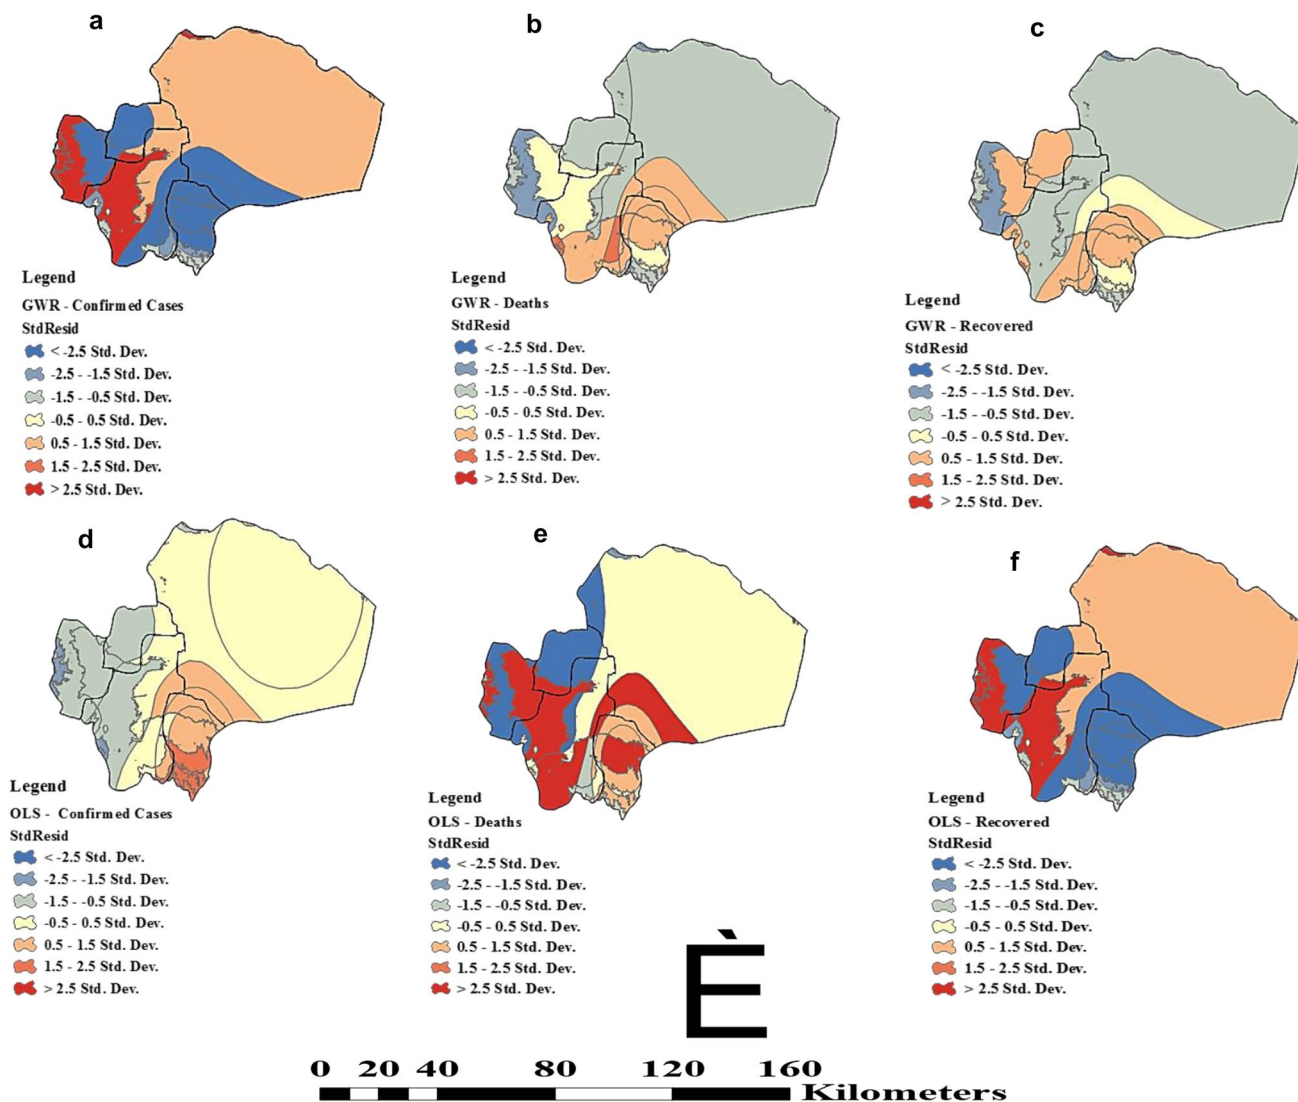 a
Legend
GWR - Confirmed Cases
StdResid
< -2.5 Std. Dev.
-2.5 - -1.5 Std. Dev.
-1.5 - -0.5 Std. Dev.
-0.5 - 0.5 Std. Dev.
0.5 - 1.5 Std. Dev.
1.5 - 2.5 Std. Dev.
> 2.5 Std. Dev.
b
Legend
GWR - Deaths
StdResid
< -2.5 Std. Dev.
-2.5 - -1.5 Std. Dev.
-1.5 - -0.5 Std. Dev.
-0.5 - 0.5 Std. Dev.
0.5 - 1.5 Std. Dev.
1.5 - 2.5 Std. Dev.
> 2.5 Std. Dev.
c
Legend
GWR - Recovered
StdResid
< -2.5 Std. Dev.
-2.5 - -1.5 Std. Dev.
-1.5 - -0.5 Std. Dev.
-0.5 - 0.5 Std. Dev.
0.5 - 1.5 Std. Dev.
1.5 - 2.5 Std. Dev.
> 2.5 Std. Dev.
d
Legend
OLS - Confirmed Cases
StdResid
< -2.5 Std. Dev.
-2.5 - -1.5 Std. Dev.
-1.5 - -0.5 Std. Dev.
-0.5 - 0.5 Std. Dev.
0.5 - 1.5 Std. Dev.
1.5 - 2.5 Std. Dev.
> 2.5 Std. Dev.
e
Legend
OLS - Deaths
StdResid
< -2.5 Std. Dev.
-2.5 - -1.5 Std. Dev.
-1.5 - -0.5 Std. Dev.
-0.5 - 0.5 Std. Dev.
0.5 - 1.5 Std. Dev.
1.5 - 2.5 Std. Dev.
> 2.5 Std. Dev.
f
Legend
OLS - Recovered
StdResid
< -2.5 Std. Dev.
-2.5 - -1.5 Std. Dev.
-1.5 - -0.5 Std. Dev.
-0.5 - 0.5 Std. Dev.
0.5 - 1.5 Std. Dev.
1.5 - 2.5 Std. Dev.
> 2.5 Std. Dev.
È
0 20 40 80 120 160
Kilometers